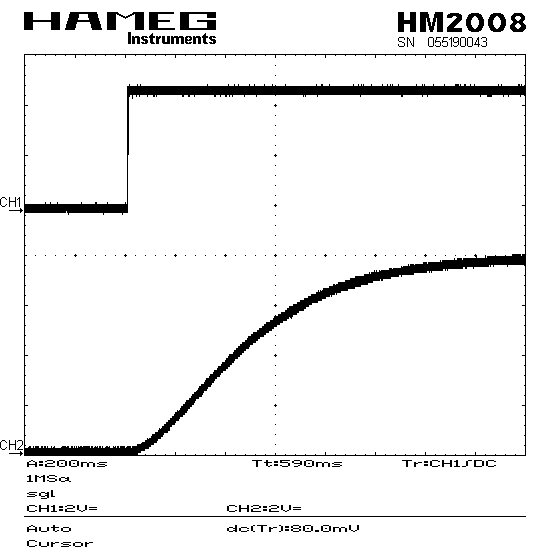 HAMEG
Instruments
HM2008
SN 055190043
CH1
CH2
A:200ms Tt:590ms Tr:CH1⎍DC
1MSa
sgl
CH1:2V= CH2:2V=
Auto dc(Tr):80.0mV
Cursor